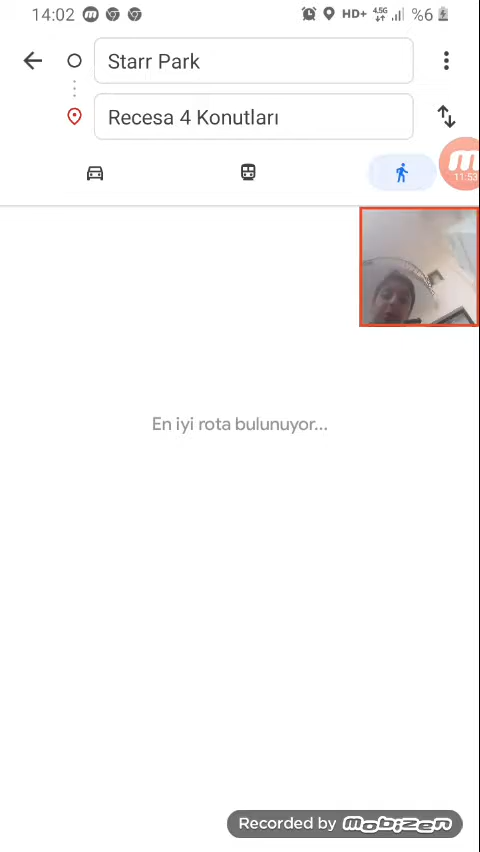 14:02 HD+ 4,5G %6
Starr Park
Recesa 4 Konutları
11:53
En iyi rota bulunuyor...
Recorded by mobizen